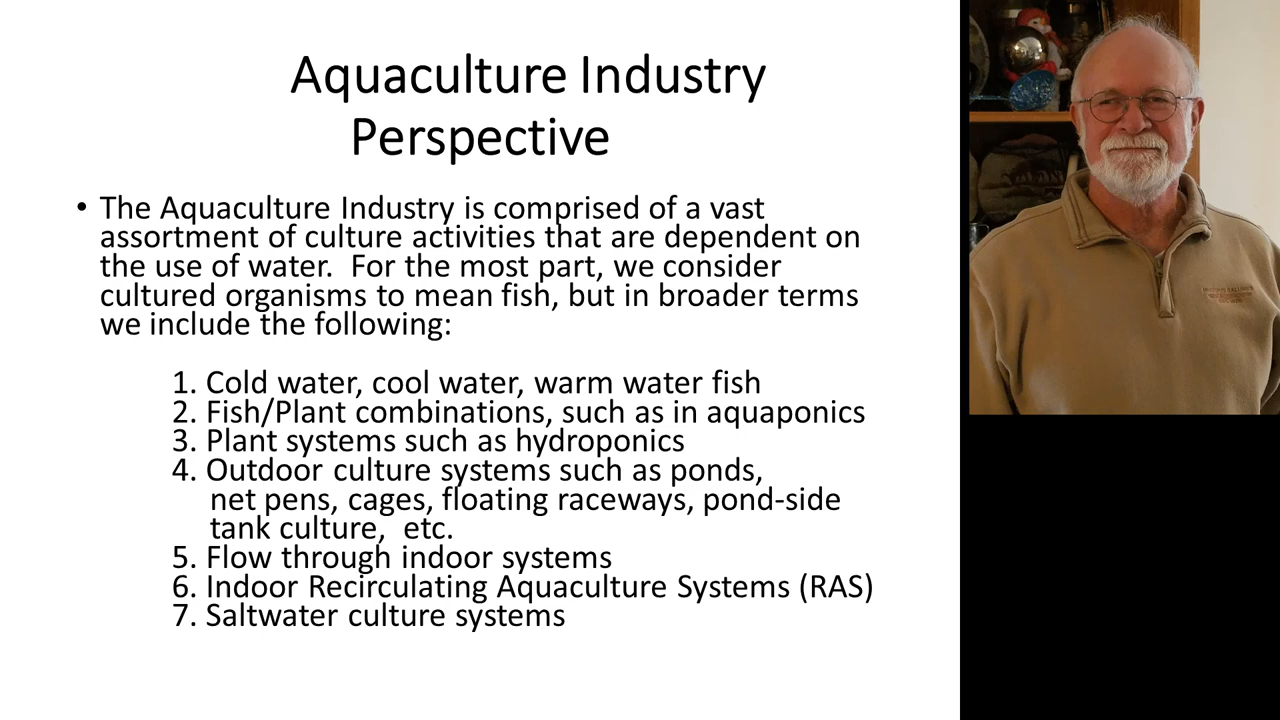 Aquaculture Industry
Perspective
• The Aquaculture Industry is comprised of a vast
assortment of culture activities that are dependent on
the use of water.  For the most part, we consider
cultured organisms to mean fish, but in broader terms
we include the following:
1. Cold water, cool water, warm water fish
2. Fish/Plant combinations, such as in aquaponics
3. Plant systems such as hydroponics
4. Outdoor culture systems such as ponds,
net pens, cages, floating raceways, pond-side
tank culture,  etc.
5. Flow through indoor systems
6. Indoor Recirculating Aquaculture Systems (RAS)
7. Saltwater culture systems